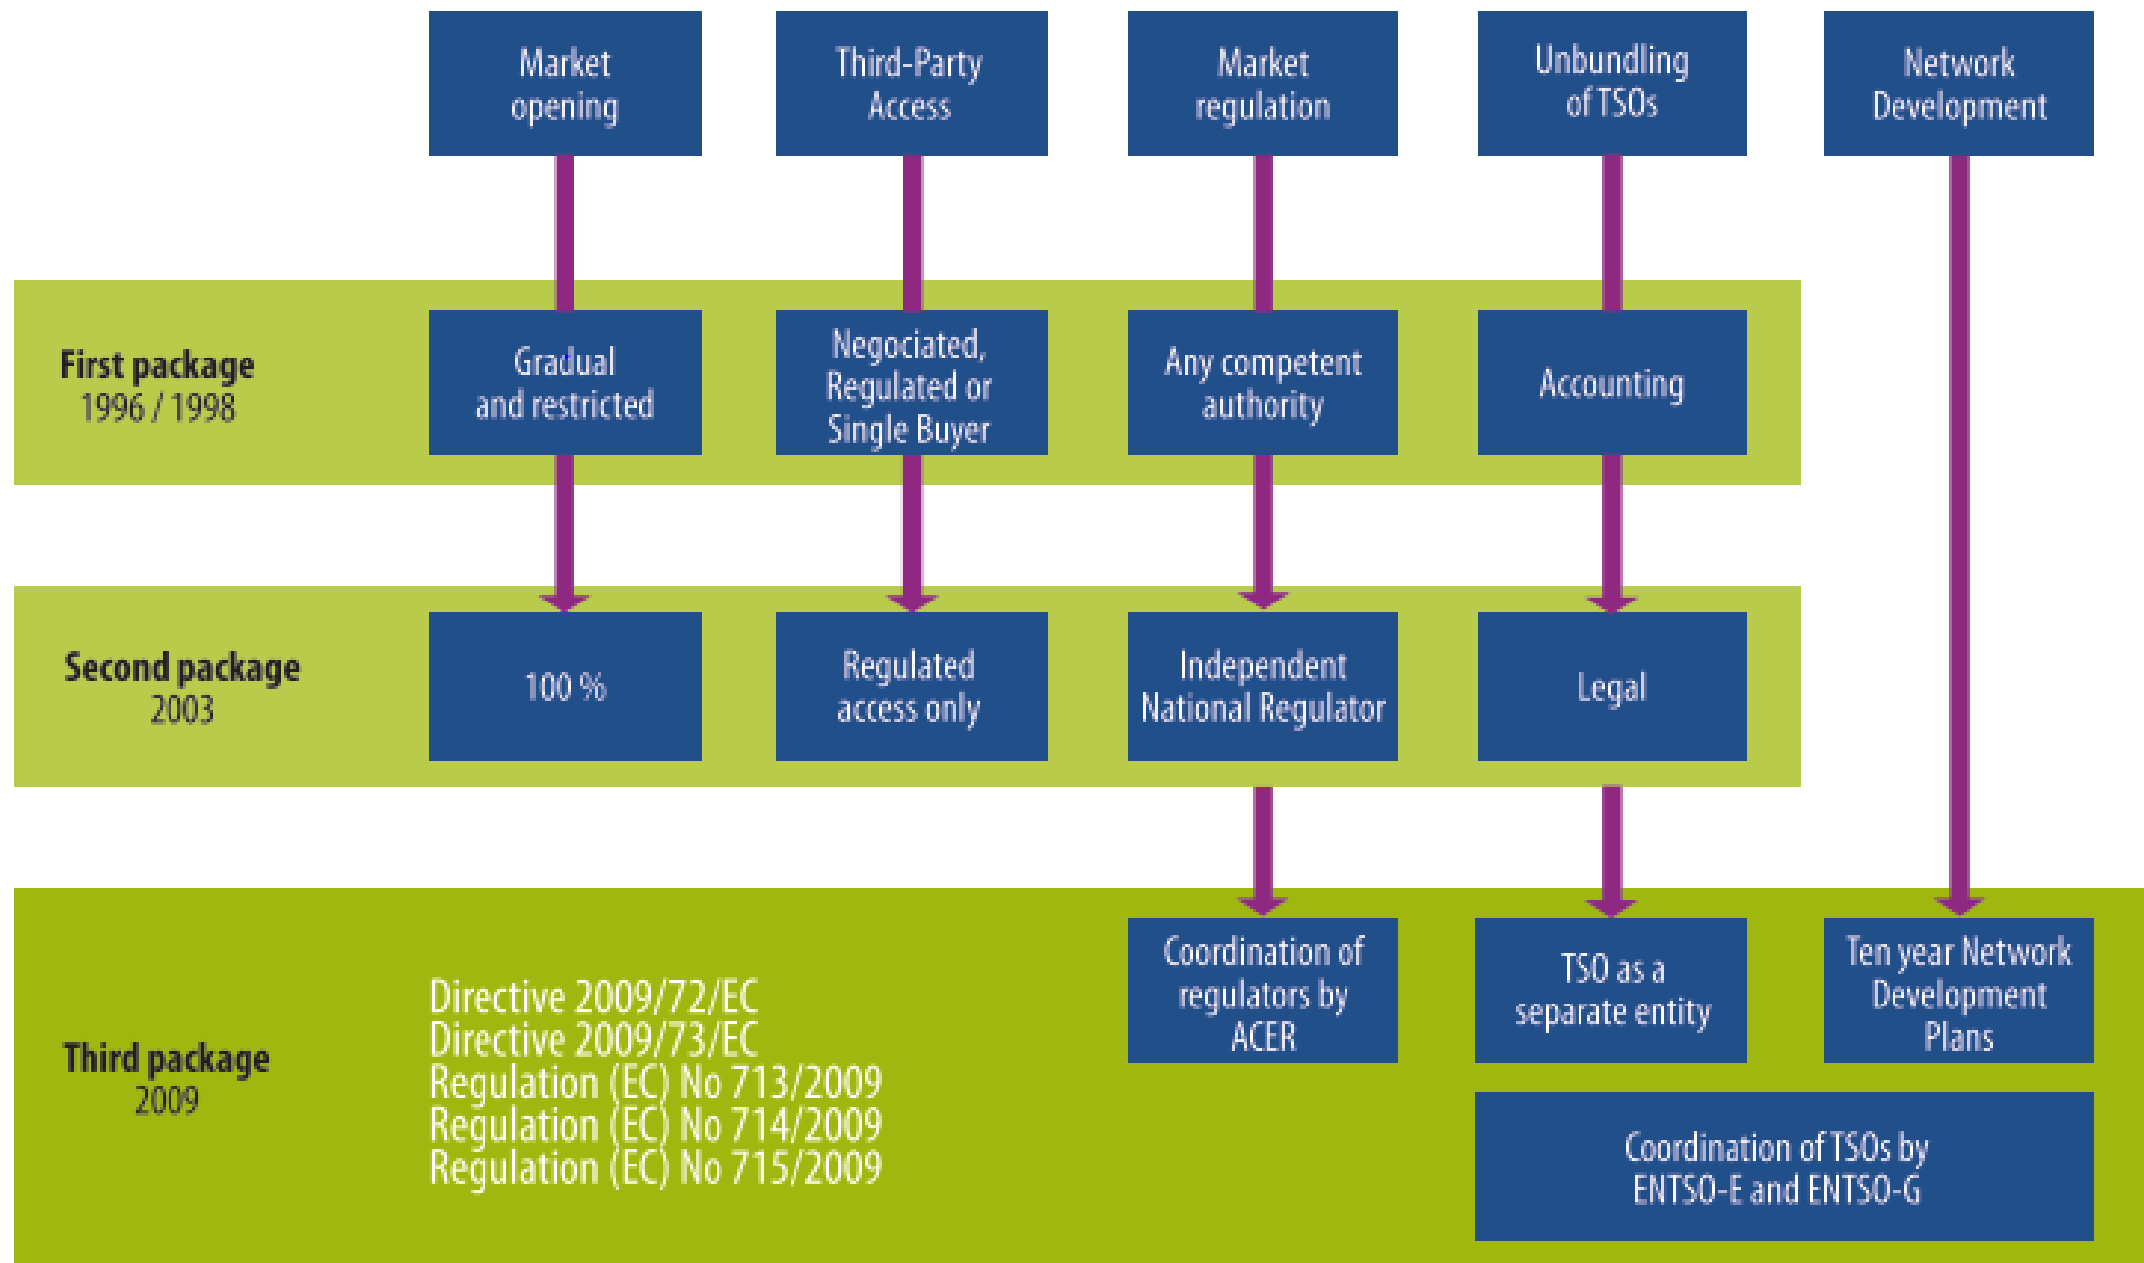 Market
opening
Third-Party
Access
Market
regulation
Unbundling
of TSOs
Network
Development
First package
1996 / 1998
Gradual
and restricted
Negociated,
Regulated or
Single Buyer
Any competent
authority
Accounting
Second package
2003
100 %
Regulated
access only
Independent
National Regulator
Legal
Third package
2009
Directive 2009/72/EC
Directive 2009/73/EC
Regulation (EC) No 713/2009
Regulation (EC) No 714/2009
Regulation (EC) No 715/2009
Coordination of
regulators by
ACER
TSO as a
separate entity
Ten year Network
Development
Plans
Coordination of TSOs by
ENTSO-E and ENTSO-G